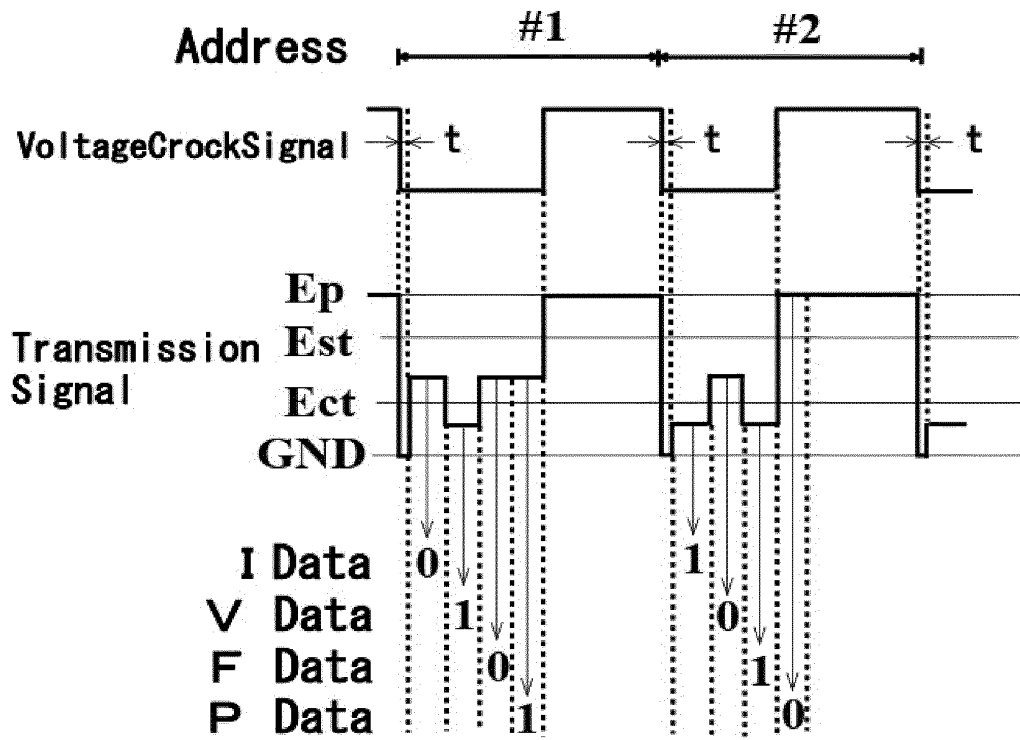 Address #1 #2
VoltageCrockSignal t t t
Ep
Transmission Est
Signal Ect
GND
I Data 0 1
V Data 1 0
F Data 0 1
P Data 1 0